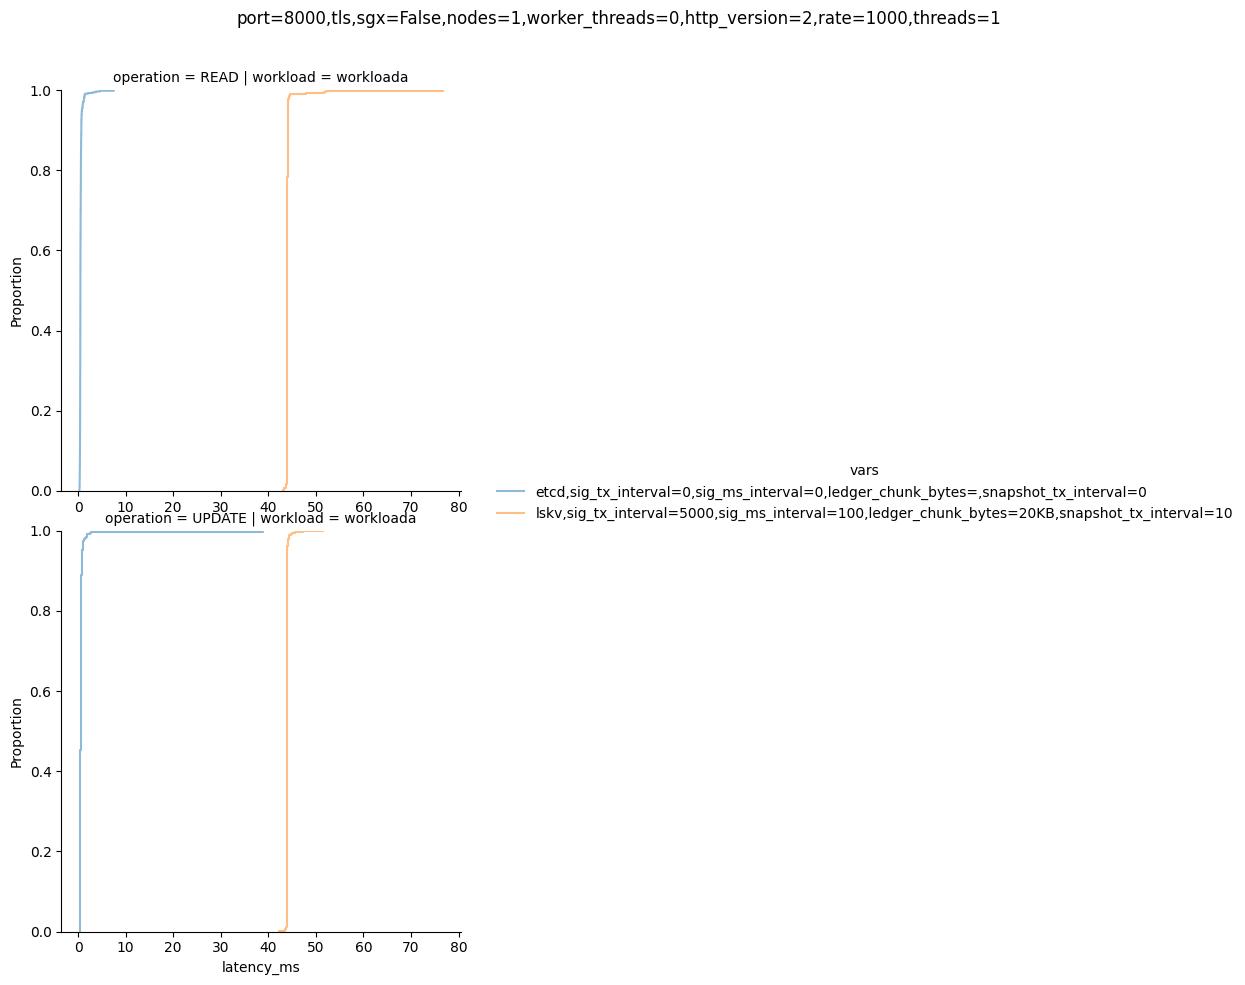 port=8000,tls,sgx=False,nodes=1,worker_threads=0,http_version=2,rate=1000,threads=1
operation = READ | workload = workloada
1.0
0.8
0.6
0.4
0.2
0.0
Proportion
0 10 20 30 40 50 60 70 80
vars
etcd,sig_tx_interval=0,sig_ms_interval=0,ledger_chunk_bytes=,snapshot_tx_interval=0
lskv,sig_tx_interval=5000,sig_ms_interval=100,ledger_chunk_bytes=20KB,snapshot_tx_interval=10
operation = UPDATE | workload = workloada
1.0
0.8
0.6
0.4
0.2
0.0
Proportion
0 10 20 30 40 50 60 70 80
latency_ms